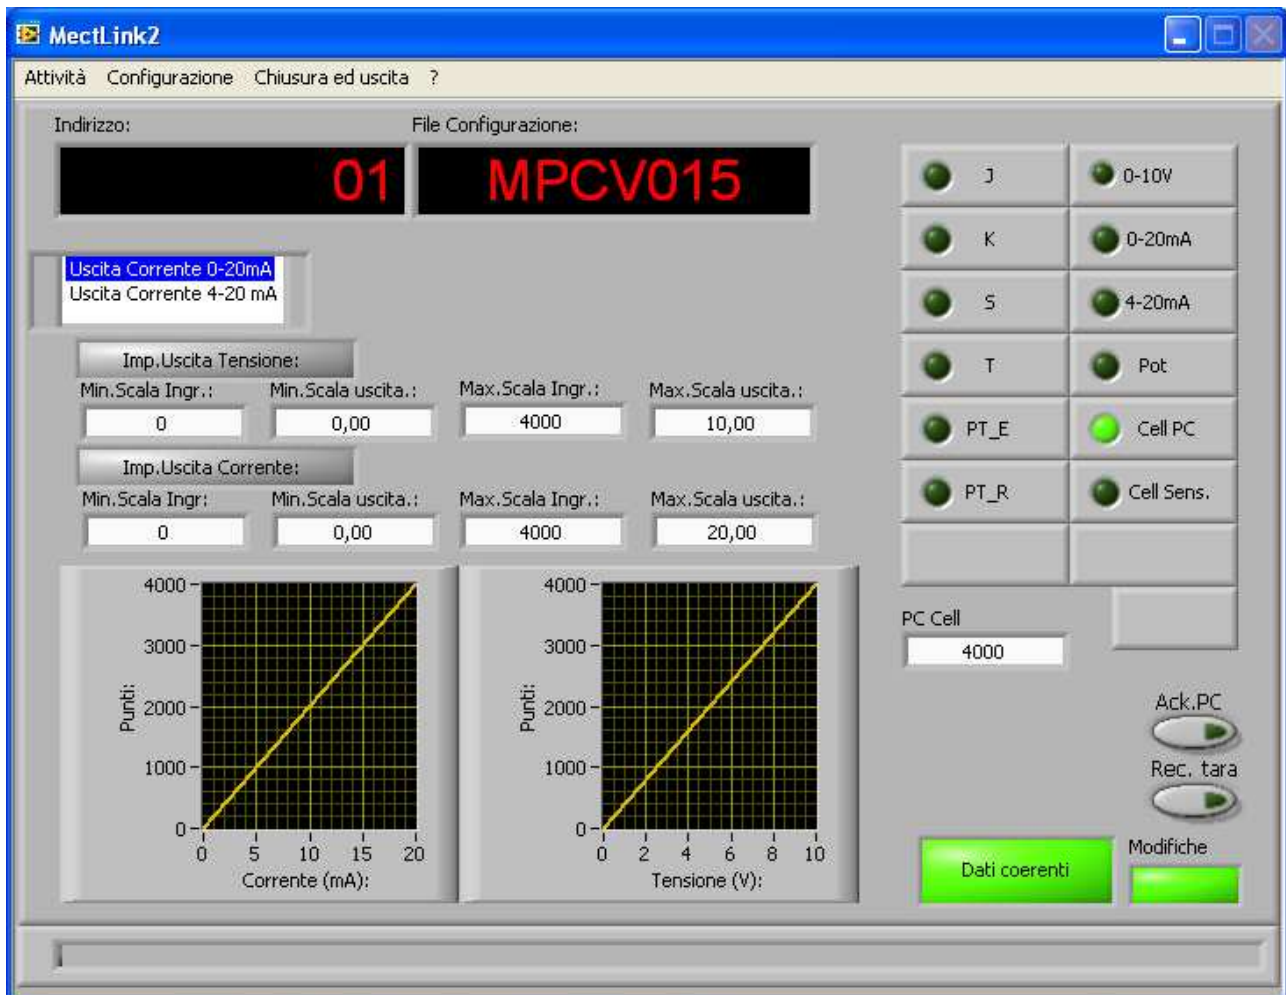 MectLink2
Attività Configurazione Chiusura ed uscita ?
Indirizzo: File Configurazione:
01 MPCV015
Uscita Corrente 0-20mA
Uscita Corrente 4-20 mA
Imp.Uscita Tensione:
Min.Scala Ingr.: Min.Scala uscita.: Max.Scala Ingr.: Max.Scala uscita.:
0 0,00 4000 10,00
Imp.Uscita Corrente:
Min.Scala Ingr: Min.Scala uscita.: Max.Scala Ingr.: Max.Scala uscita.:
0 0,00 4000 20,00
4000
3000
2000
1000
0
Punti:
0 5 10 15 20
Corrente (mA):
4000
3000
2000
1000
0
Punti:
0 2 4 6 8 10
Tensione (V):
J 0-10V
K 0-20mA
S 4-20mA
T Pot
PT_E Cell PC
PT_R Cell Sens.
PC Cell
4000
Ack.PC
Rec. tara
Modifiche
Dati coerenti